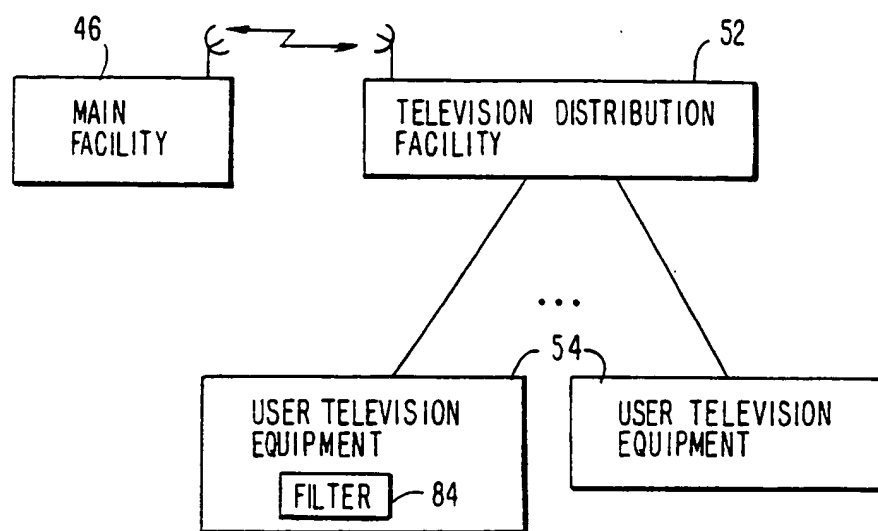 46
52
MAIN
FACILITY
TELEVISION DISTRIBUTION
FACILITY
...
54
USER TELEVISION
EQUIPMENT
FILTER
84
USER TELEVISION
EQUIPMENT